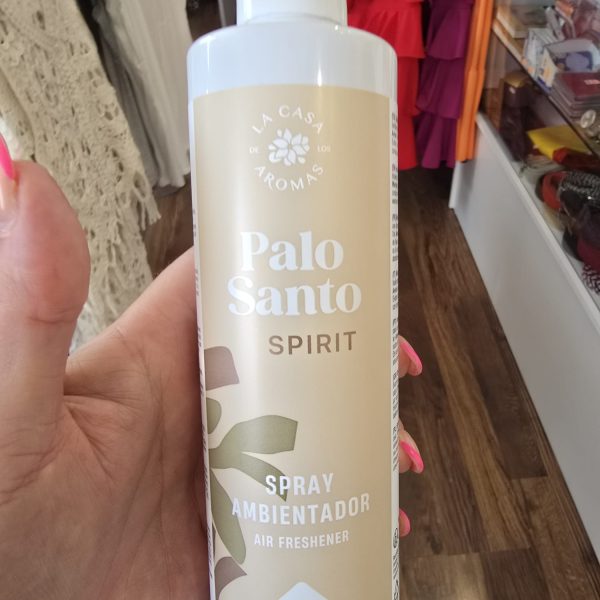 LA CASA
DE LOS
AROMAS
Palo
Santo
SPIRIT
SPRAY
AMBIENTADOR
AIR FRESHENER